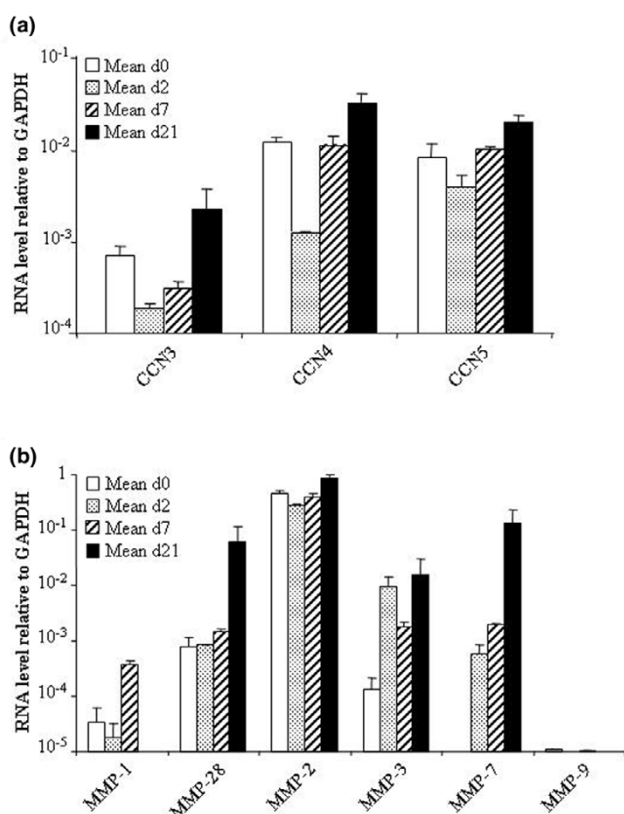 (a)
RNA level relative to GAPDH
10-1
10-2
10-3
10-4
Mean d0
Mean d2
Mean d7
Mean d21
CCN3
CCN4
CCN5
(b)
RNA level relative to GAPDH
1
10-1
10-2
10-3
10-4
10-5
Mean d0
Mean d2
Mean d7
Mean d21
MMP-1
MMP-28
MMP-2
MMP-3
MMP-7
MMP-9